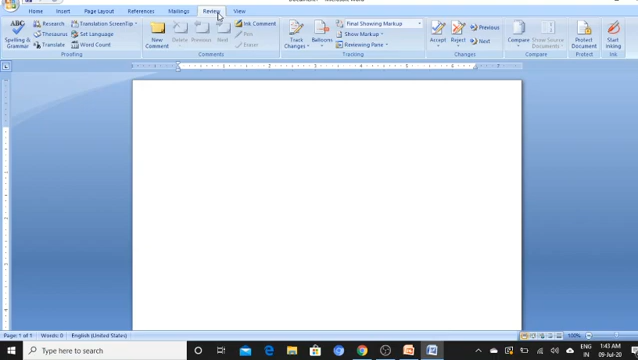 Home Insert Page Layout References Mailings Review View
Spelling & Grammar
Research
Thesaurus
Translate
Translation ScreenTip
Set Language
Word Count
Proofing
New Comment
Delete
Previous
Next
Ink Comment
Pen
Eraser
Comments
Track Changes
Balloons
Final Showing Markup
Show Markup
Reviewing Pane
Tracking
Accept
Reject
Previous
Next
Changes
Compare
Show Source Documents
Compare
Protect Document
Protect
Start Inking
Ink
Page: 1 of 1 Words: 0 English (United States) 100%
Type here to search
ENG
IN
1:43 AM
09-Jul-20